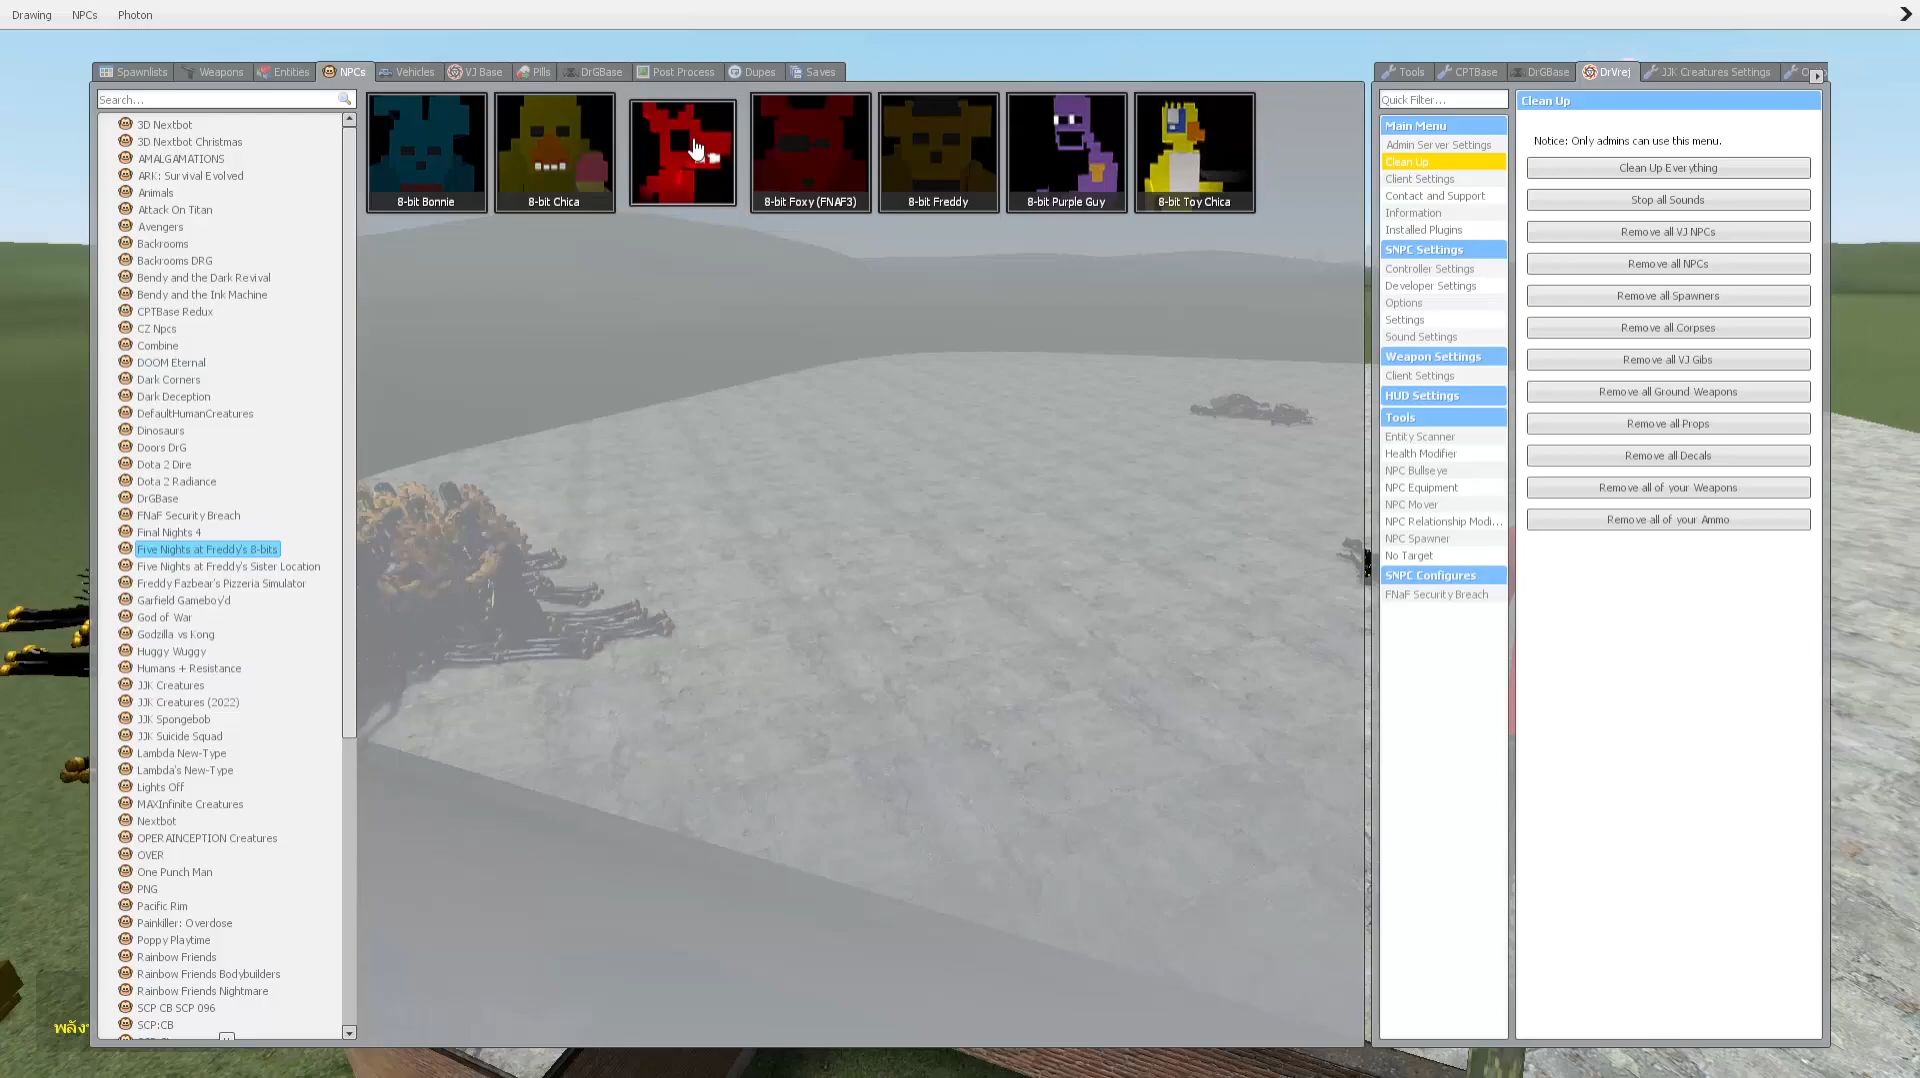 Drawing NPCs Photon
Spawnlists Weapons Entities NPCs Vehicles VJ Base Pills DrGBase Post Process Dupes Saves
Search...
3D Nextbot
3D Nextbot Christmas
AMALGAMATIONS
ARK: Survival Evolved
Animals
Attack On Titan
Avengers
Backrooms
Backrooms DRG
Bendy and the Dark Revival
Bendy and the Ink Machine
CPTBase Redux
CZ Npcs
Combine
DOOM Eternal
Dark Corners
Dark Deception
DefaultHumanCreatures
Dinosaurs
Doors DrG
Dota 2 Dire
Dota 2 Radiance
DrGBase
FNaF Security Breach
Final Nights 4
Five Nights at Freddy's 8-bits
Five Nights at Freddy's Sister Location
Freddy Fazbear's Pizzeria Simulator
Garfield Gameboy'd
God of War
Godzilla vs Kong
Huggy Wuggy
Humans + Resistance
JJK Creatures
JJK Creatures (2022)
JJK Spongebob
JJK Suicide Squad
Lambda New-Type
Lambda's New-Type
Lights Off
MAXInfinite Creatures
Nextbot
OPERAINCEPTION Creatures
OVER
One Punch Man
PNG
Pacific Rim
Painkiller: Overdose
Poppy Playtime
Rainbow Friends
Rainbow Friends Bodybuilders
Rainbow Friends Nightmare
SCP CB SCP 096
SCP:CB
8-bit Bonnie 8-bit Chica 8-bit Foxy (FNAF3) 8-bit Freddy 8-bit Purple Guy 8-bit Toy Chica
Tools CPTBase DrGBase DrVrej JJK Creatures Settings
Quick Filter...
Main Menu
Admin Server Settings
Clean Up
Client Settings
Contact and Support
Information
Installed Plugins
SNPC Settings
Controller Settings
Developer Settings
Options
Settings
Sound Settings
Weapon Settings
Client Settings
HUD Settings
Tools
Entity Scanner
Health Modifier
NPC Bullseye
NPC Equipment
NPC Mover
NPC Relationship Modi...
NPC Spawner
No Target
SNPC Configures
FNaF Security Breach
Clean Up
Notice: Only admins can use this menu.
Clean Up Everything
Stop all Sounds
Remove all VJ NPCs
Remove all NPCs
Remove all Spawners
Remove all Corpses
Remove all VJ Gibs
Remove all Ground Weapons
Remove all Props
Remove all Decals
Remove all of your Weapons
Remove all of your Ammo